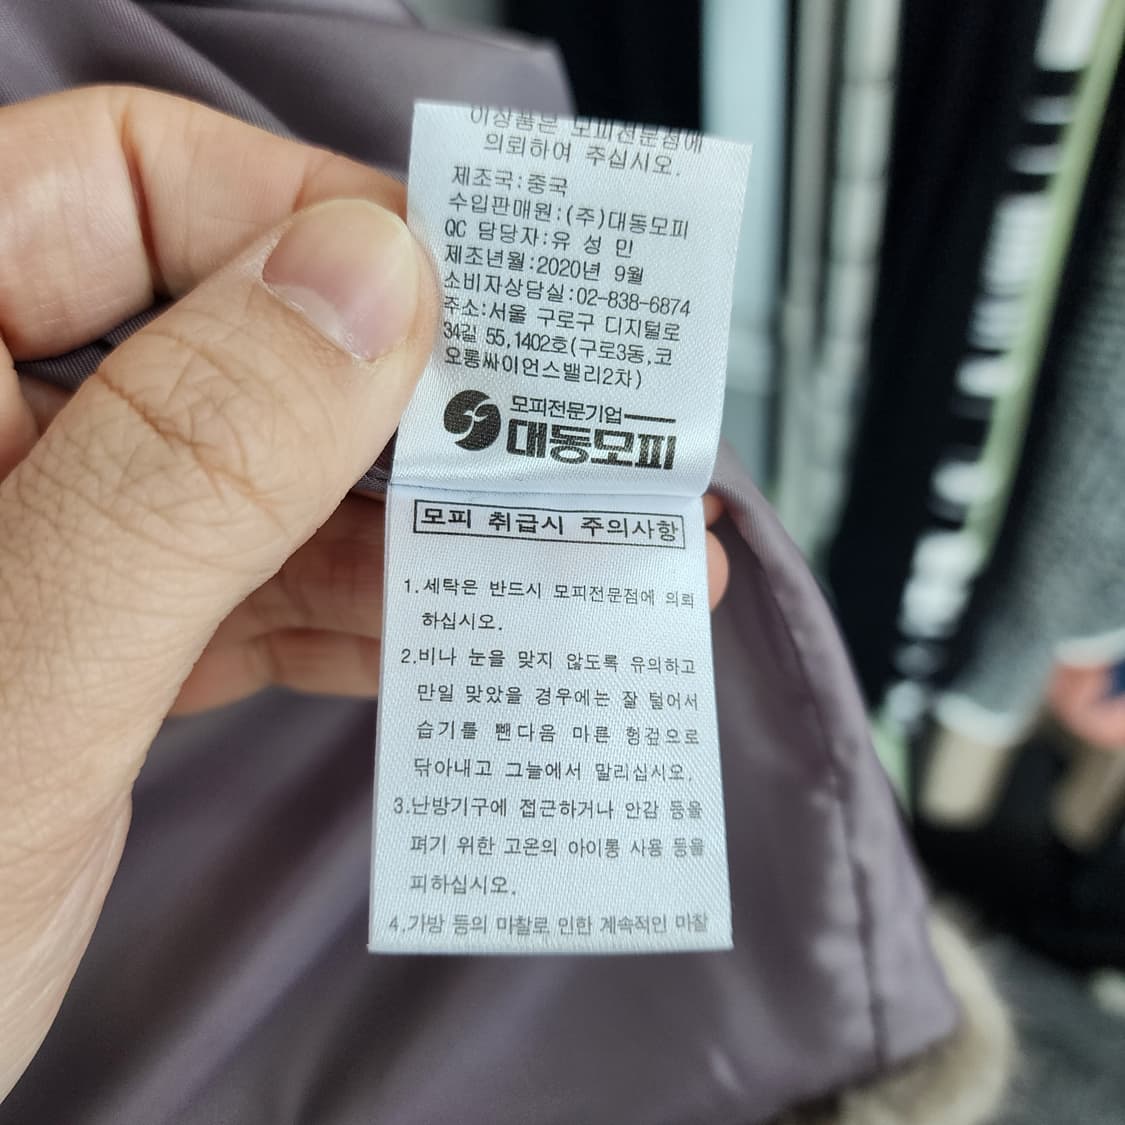 이상품은 모피전문점에
의뢰하여 주십시오.
제조국:중국
수입판매원:(주)대동모피
QC 담당자:유 성 민
제조년월:2020년 9월
소비자상담실:02-838-6874
주소:서울 구로구 디지털로
34길 55,1402호(구로3동,코
오롱싸이언스밸리2차)
모피전문기업
대동모피
모피 취급시 주의사항
1.세탁은 반드시 모피전문점에 의뢰
하십시오.
2.비나 눈을 맞지 않도록 유의하고
만일 맞았을 경우에는 잘 털어서
습기를 뺀다음 마른 헝겊으로
닦아내고 그늘에서 말리십시오.
3.난방기구에 접근하거나 안감 등을
펴기 위한 고온의 아이롱 사용 등을
피하십시오.
4.가방 등의 마찰로 인한 계속적인 마찰